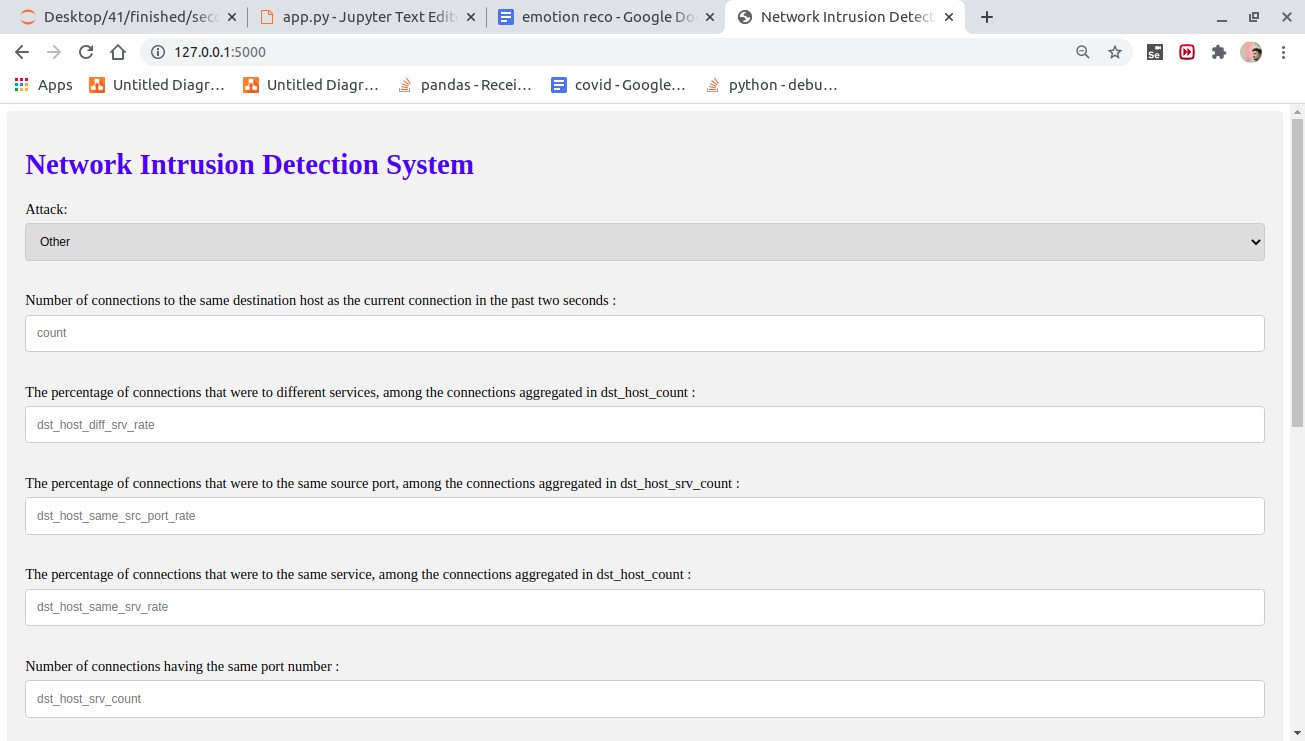 Desktop/41/finished/seco
app.py - Jupyter Text Edit
emotion reco - Google Do
Network Intrusion Detect
127.0.0.1:5000
Se
Apps
Untitled Diagr…
Untitled Diagr…
pandas - Recei…
covid - Google…
python - debu…
Network Intrusion Detection System
Attack:
Other
Number of connections to the same destination host as the current connection in the past two seconds :
count
The percentage of connections that were to different services, among the connections aggregated in dst_host_count :
dst_host_diff_srv_rate
The percentage of connections that were to the same source port, among the connections aggregated in dst_host_srv_count :
dst_host_same_src_port_rate
The percentage of connections that were to the same service, among the connections aggregated in dst_host_count :
dst_host_same_srv_rate
Number of connections having the same port number :
dst_host_srv_count